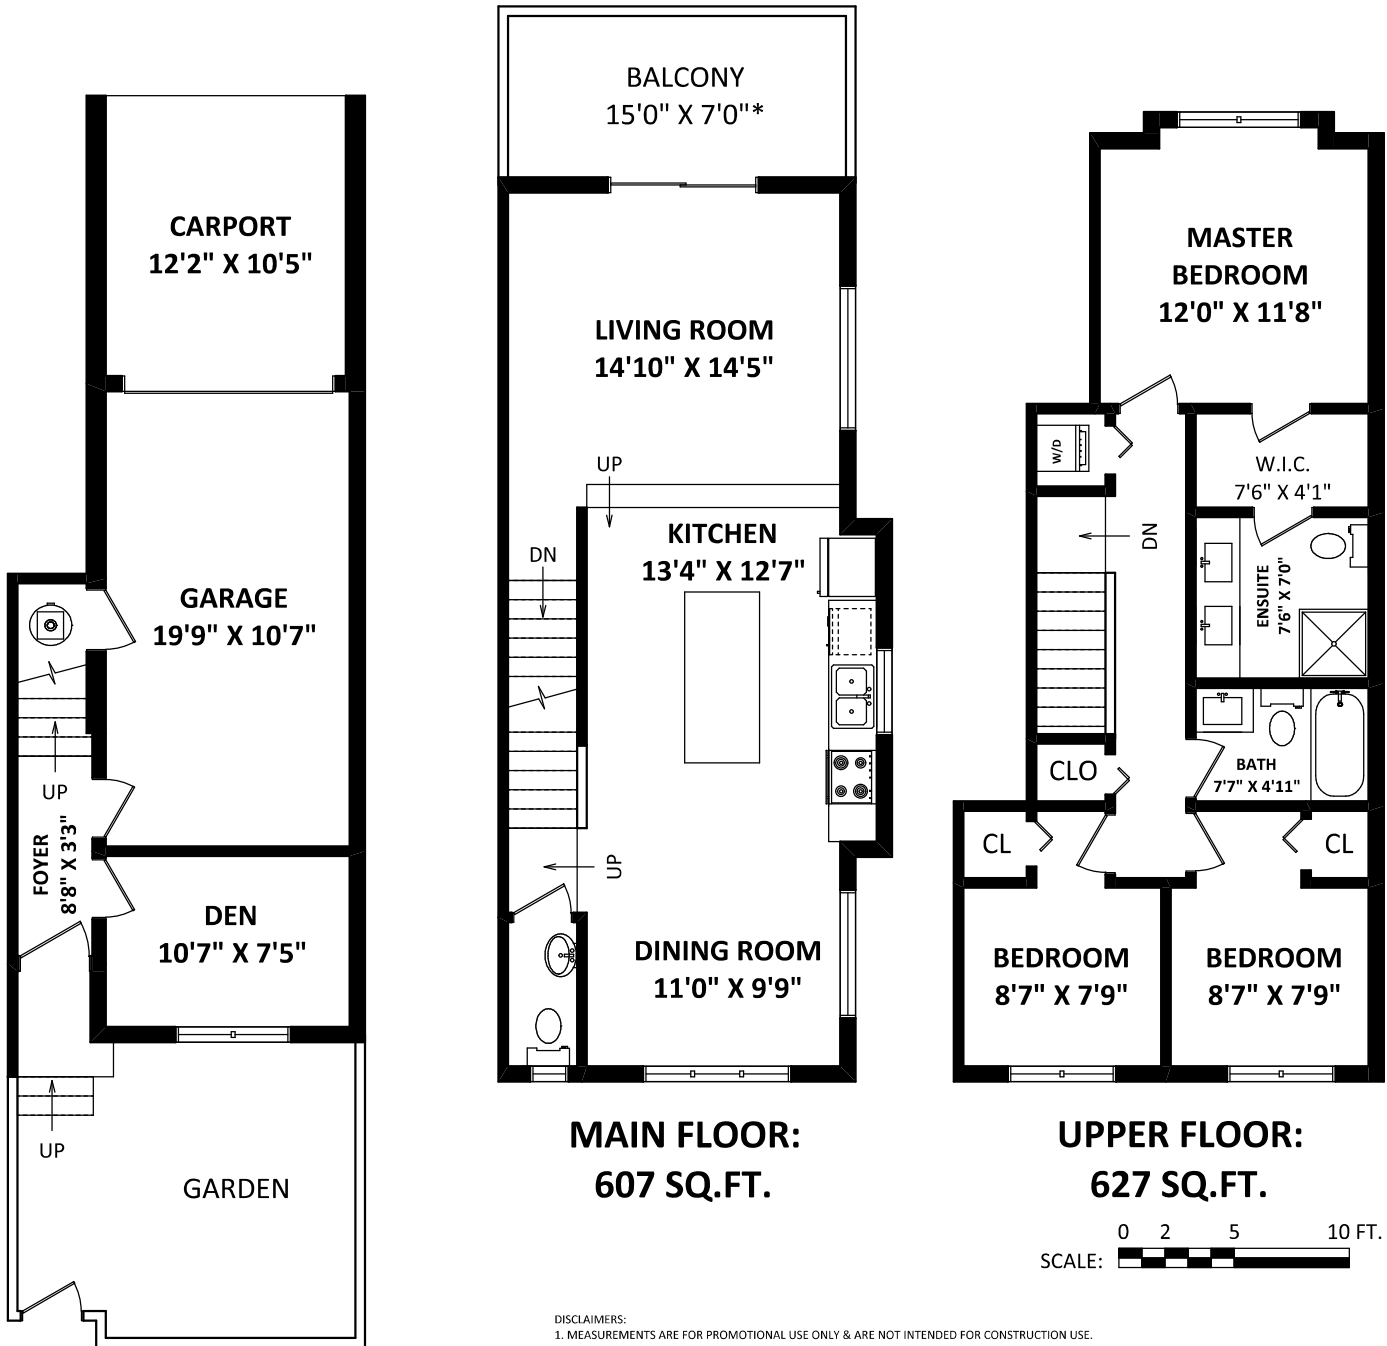 CARPORT
12'2" X 10'5"
GARAGE
19'9" X 10'7"
UP
FOYER
8'8" X 3'3"
DEN
10'7" X 7'5"
UP
GARDEN
BALCONY
15'0" X 7'0"*
LIVING ROOM
14'10" X 14'5"
UP
KITCHEN
13'4" X 12'7"
DN
UP
DINING ROOM
11'0" X 9'9"
MAIN FLOOR:
607 SQ.FT.
MASTER
BEDROOM
12'0" X 11'8"
W/D
W.I.C.
7'6" X 4'1"
DN
ENSUITE
7'6" X 7'0"
BATH
7'7" X 4'11"
CLO
CL
CL
BEDROOM
8'7" X 7'9"
BEDROOM
8'7" X 7'9"
UPPER FLOOR:
627 SQ.FT.
0 2 5 10 FT.
SCALE:
DISCLAIMERS:
1. MEASUREMENTS ARE FOR PROMOTIONAL USE ONLY & ARE NOT INTENDED FOR CONSTRUCTION USE.